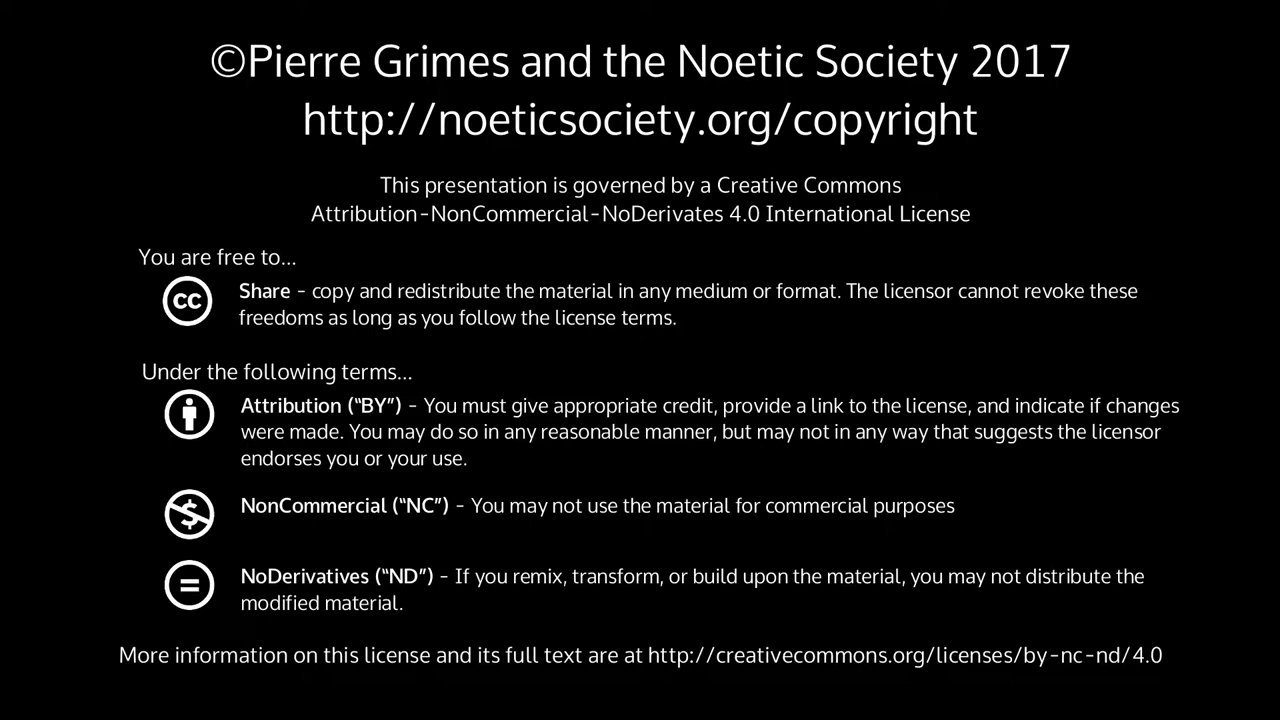 ©Pierre Grimes and the Noetic Society 2017
http://noeticsociety.org/copyright
This presentation is governed by a Creative Commons
Attribution-NonCommercial-NoDerivates 4.0 International License
You are free to...
cc
Share - copy and redistribute the material in any medium or format. The licensor cannot revoke these
freedoms as long as you follow the license terms.
Under the following terms...
Attribution (“BY”) - You must give appropriate credit, provide a link to the license, and indicate if changes
were made. You may do so in any reasonable manner, but may not in any way that suggests the licensor
endorses you or your use.
NonCommercial (“NC”) - You may not use the material for commercial purposes
NoDerivatives (“ND”) - If you remix, transform, or build upon the material, you may not distribute the
modified material.
More information on this license and its full text are at http://creativecommons.org/licenses/by-nc-nd/4.0